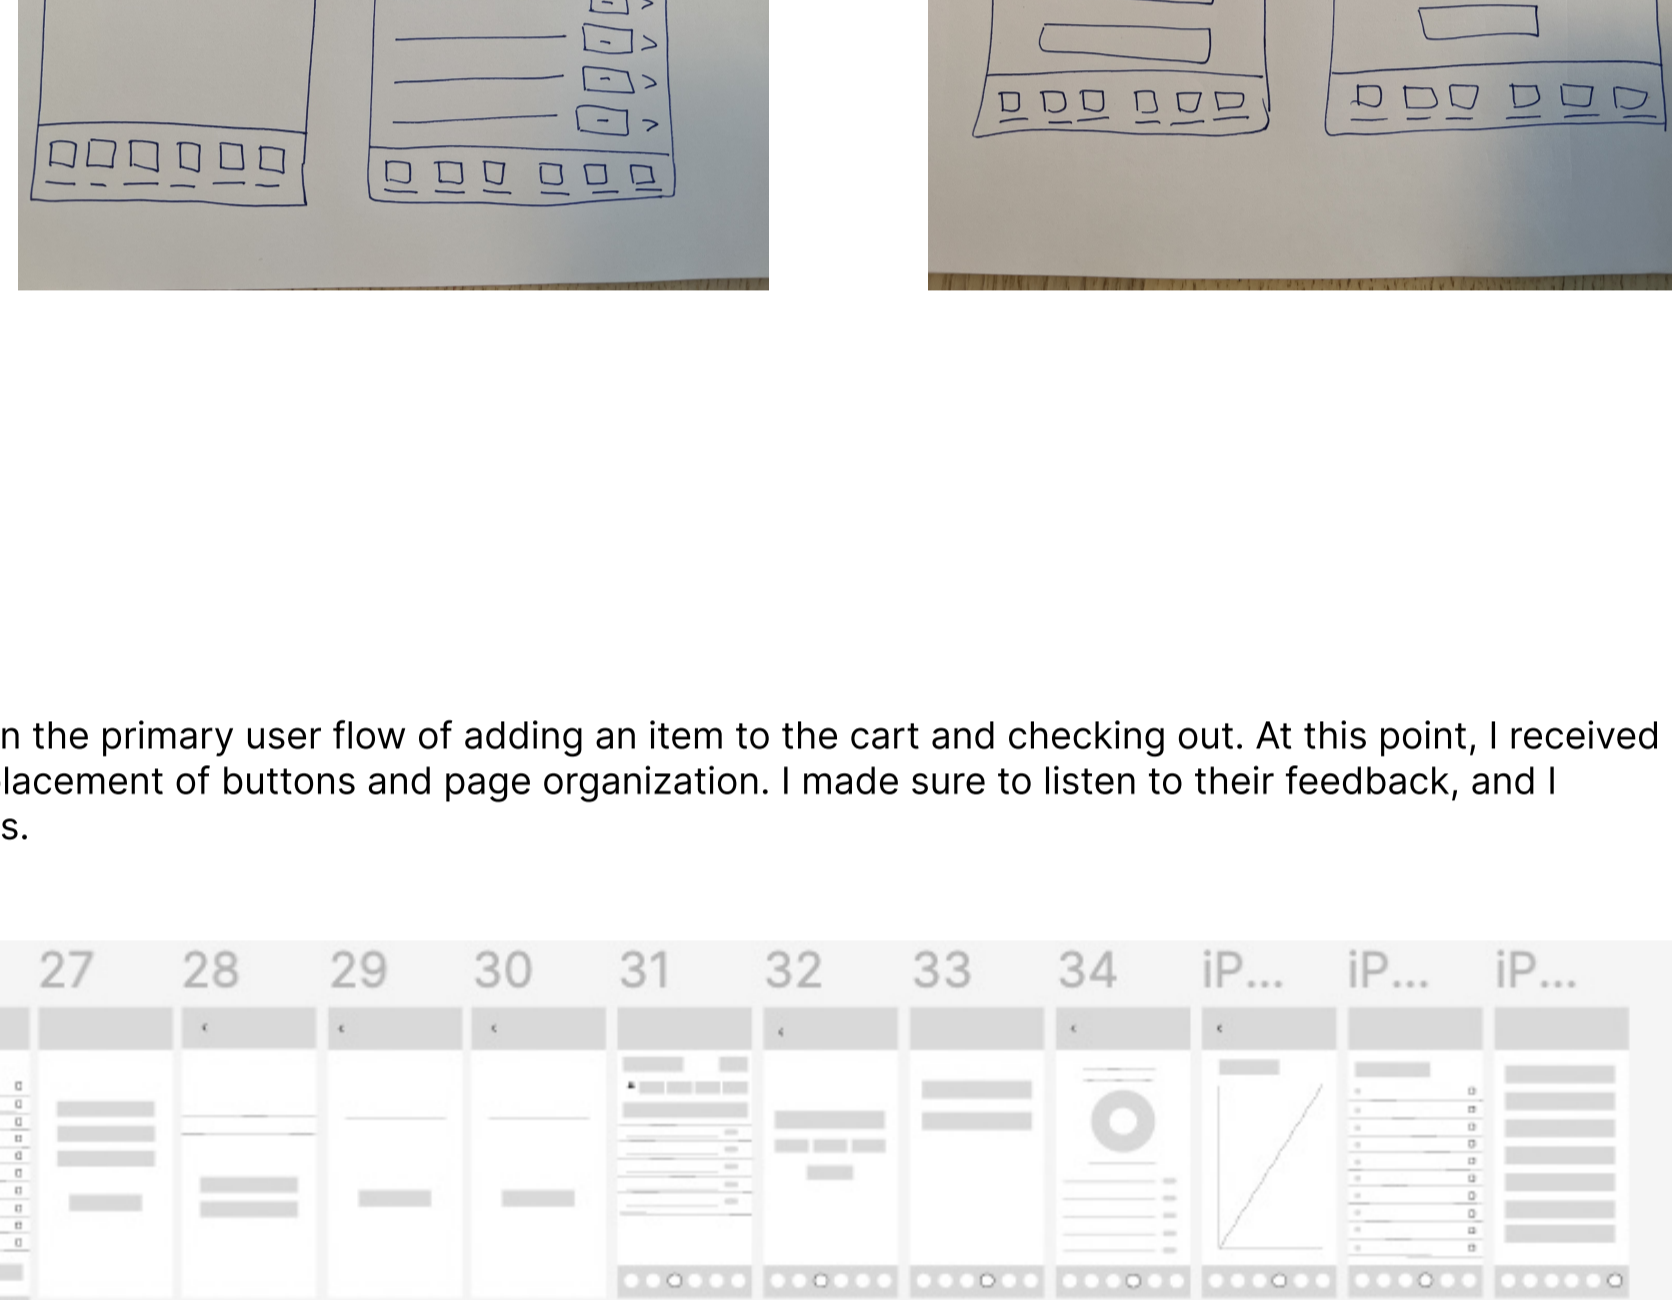 n the primary user flow of adding an item to the cart and checking out. At this point, I received
lacement of buttons and page organization. I made sure to listen to their feedback, and I
s.
27 28 29 30 31 32 33 34 iP... iP... iP...